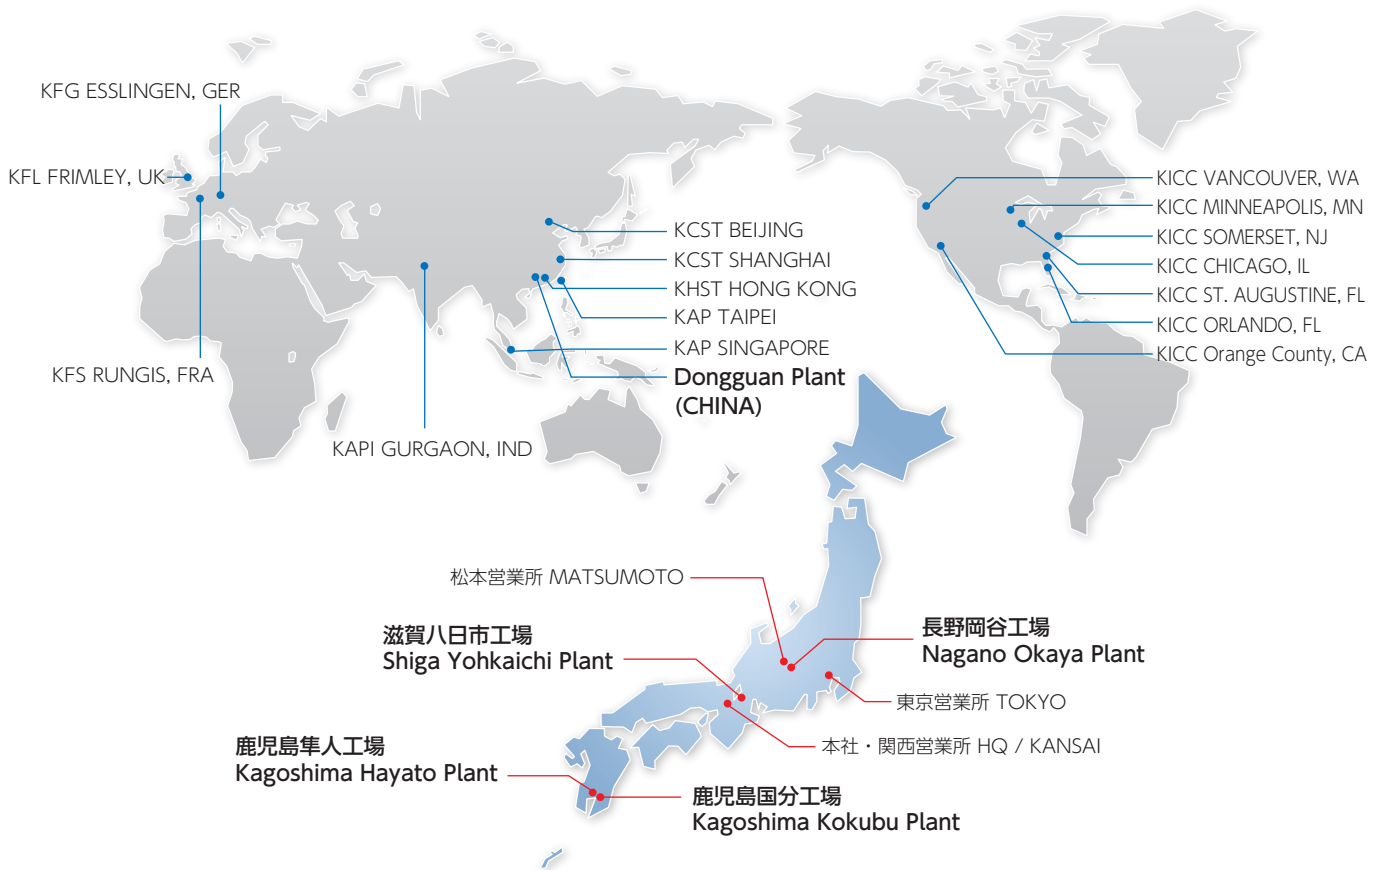 KFG ESSLINGEN, GER
KFL FRIMLEY, UK
KFS RUNGIS, FRA
KAPI GURGAON, IND
KCST BEIJING
KCST SHANGHAI
KHST HONG KONG
KAP TAIPEI
KAP SINGAPORE
Dongguan Plant
(CHINA)
KICC VANCOUVER, WA
KICC MINNEAPOLIS, MN
KICC SOMERSET, NJ
KICC CHICAGO, IL
KICC ST. AUGUSTINE, FL
KICC ORLANDO, FL
KICC Orange County, CA
松本営業所 MATSUMOTO
滋賀八日市工場
Shiga Yohkaichi Plant
長野岡谷工場
Nagano Okaya Plant
東京営業所 TOKYO
本社・関西営業所 HQ / KANSAI
鹿児島隼人工場
Kagoshima Hayato Plant
鹿児島国分工場
Kagoshima Kokubu Plant